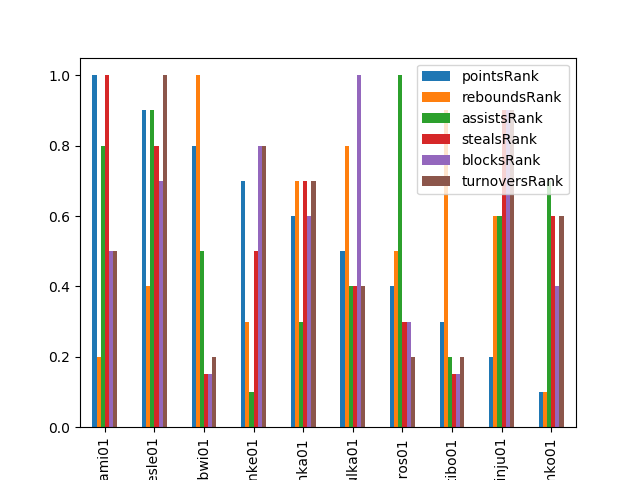 1.0
0.8
0.6
0.4
0.2
0.0
pointsRank
reboundsRank
assistsRank
stealsRank
blocksRank
turnoversRank
ami01
esle01
bwi01
nke01
nka01
ulka01
ros01
tibo01
inju01
nko01